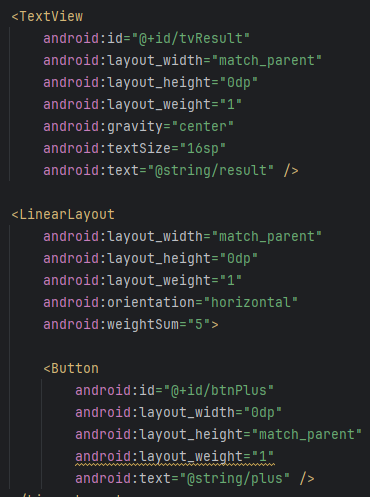 <TextView
android:id="@+id/tvResult"
android:layout_width="match_parent"
android:layout_height="0dp"
android:layout_weight="1"
android:gravity="center"
android:textSize="16sp"
android:text="@string/result" />
<LinearLayout
android:layout_width="match_parent"
android:layout_height="0dp"
android:layout_weight="1"
android:orientation="horizontal"
android:weightSum="5">
<Button
android:id="@+id/btnPlus"
android:layout_width="0dp"
android:layout_height="match_parent"
android:layout_weight="1"
android:text="@string/plus" />